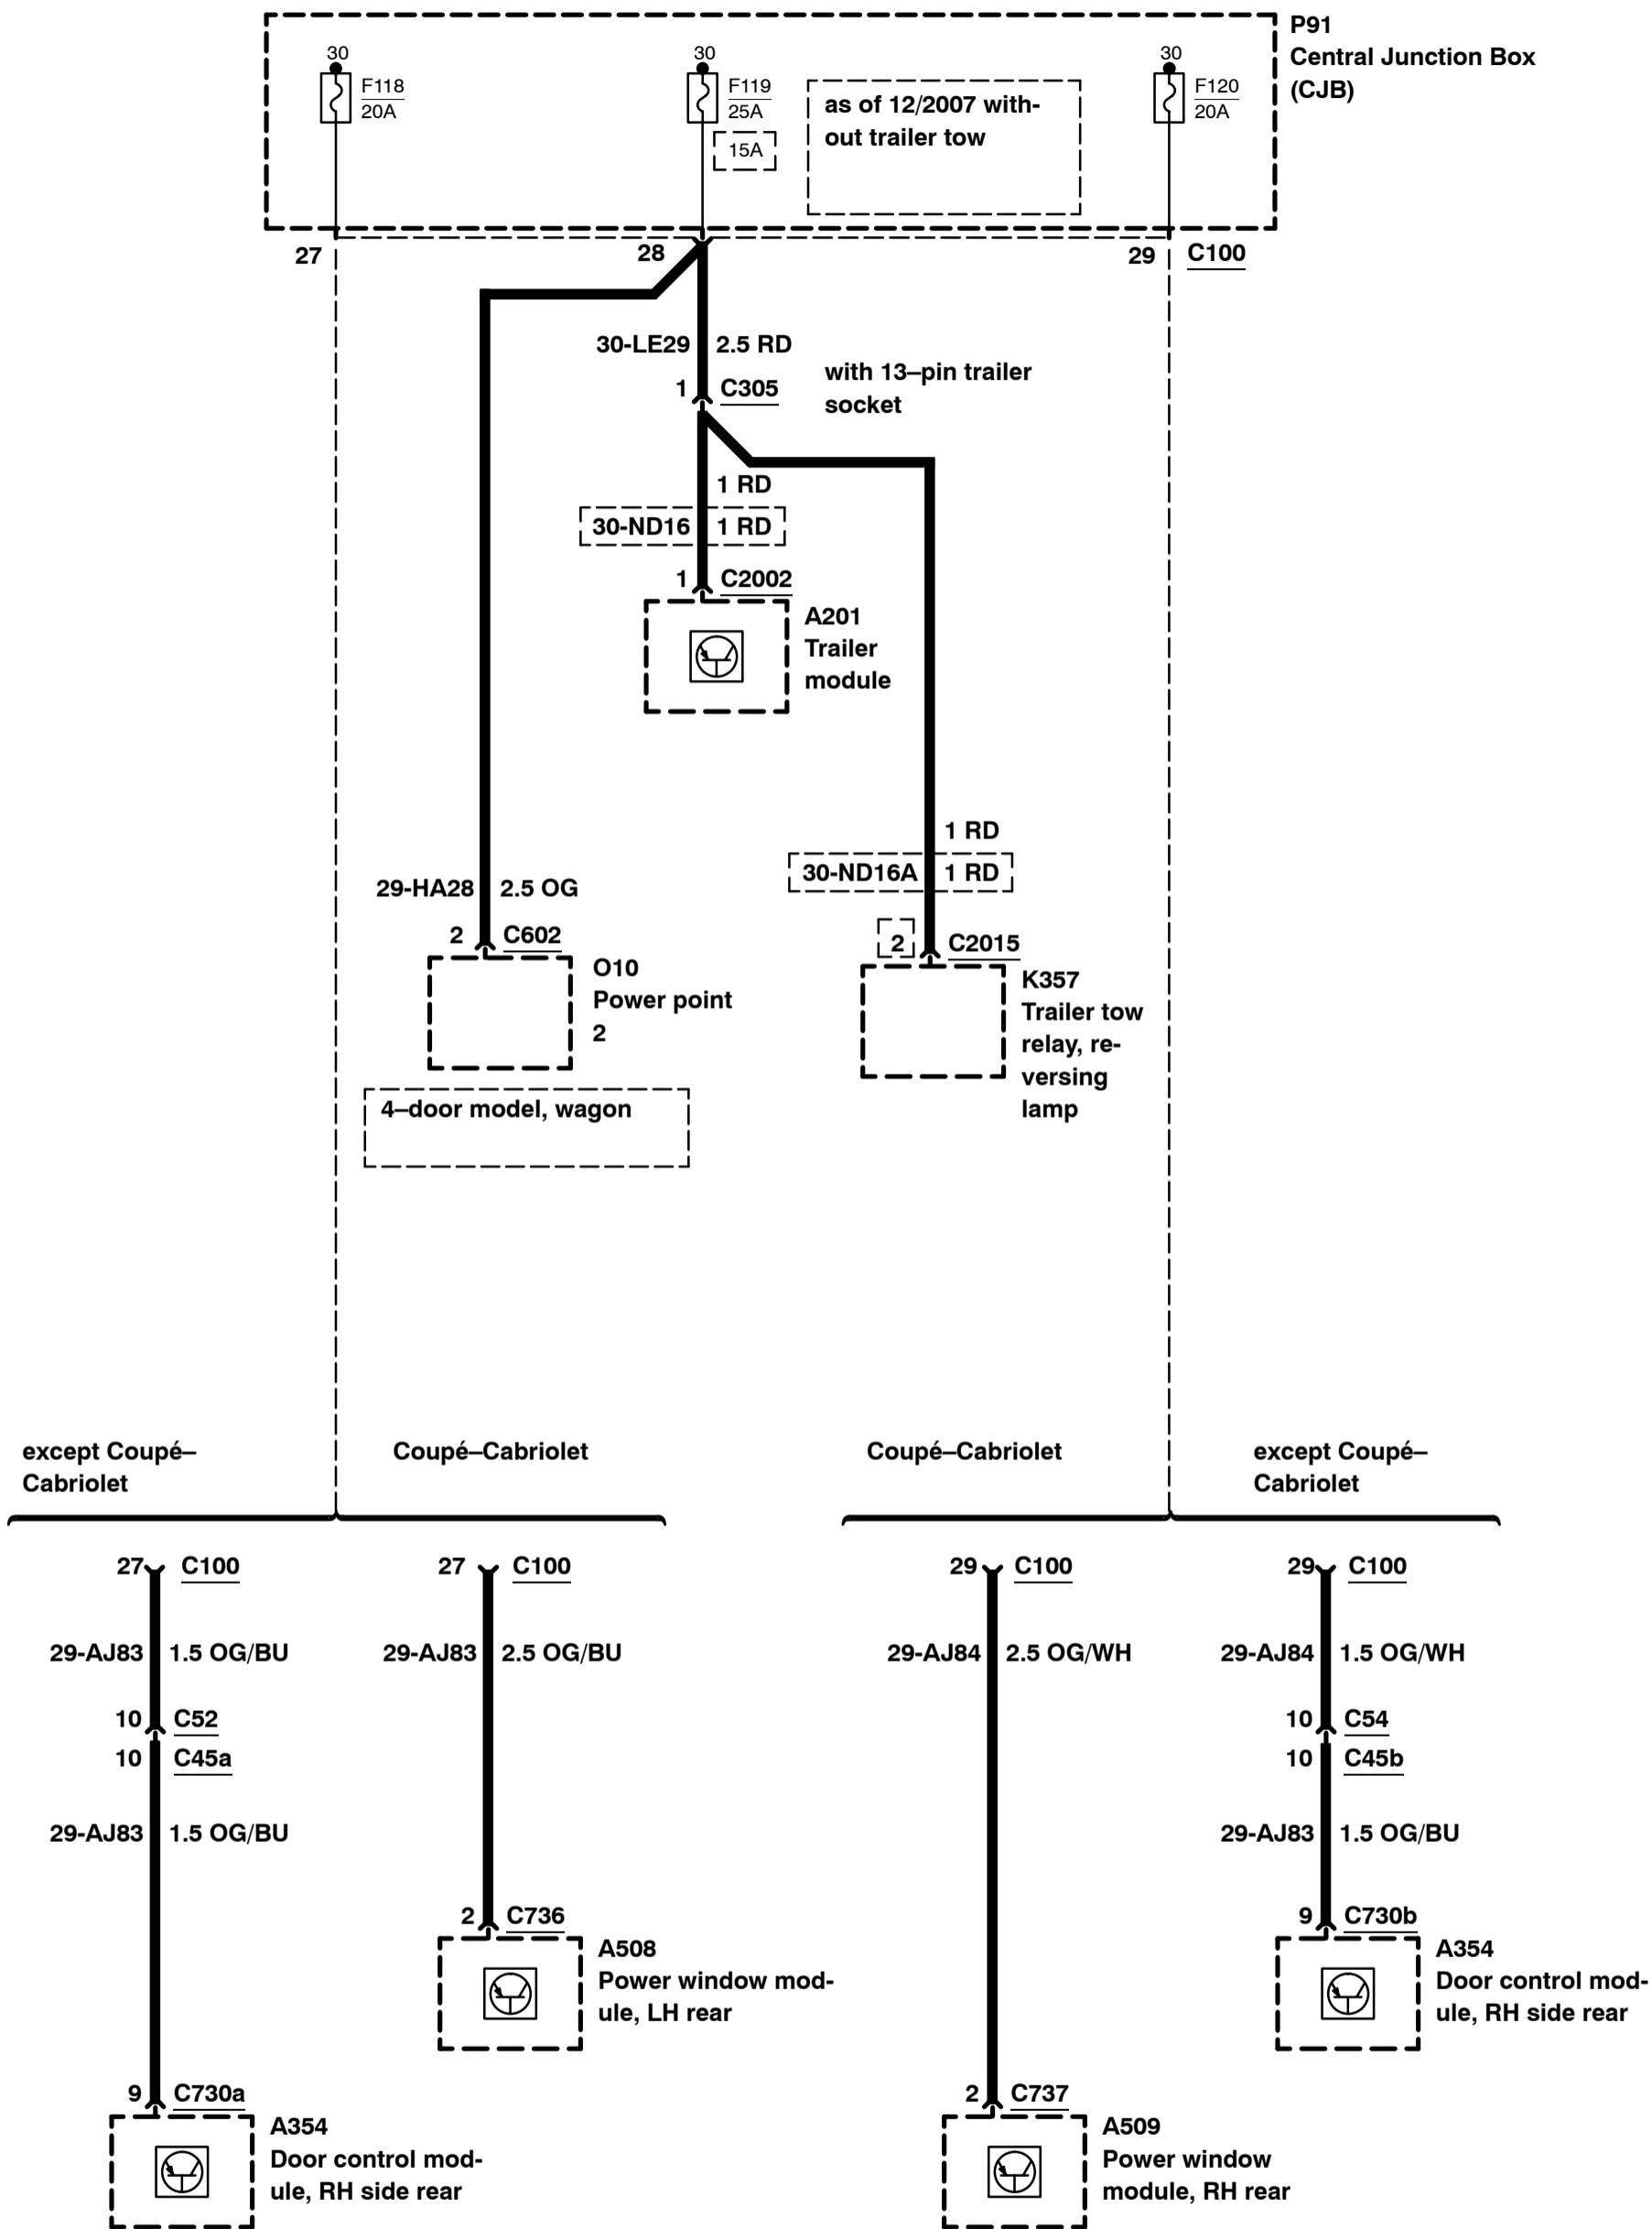 P91
Central Junction Box
(CJB)
30
F118
20A
30
F119
25A
15A
as of 12/2007 with-
out trailer tow
30
F120
20A
27
28
29
C100
30-LE29
2.5 RD
1
C305
with 13–pin trailer
socket
1 RD
30-ND16
1 RD
1
C2002
A201
Trailer
module
1 RD
30-ND16A
1 RD
29-HA28
2.5 OG
2
C602
O10
Power point
2
2
C2015
K357
Trailer tow
relay, re-
versing
lamp
4–door model, wagon
except Coupé–
Cabriolet
Coupé–Cabriolet
Coupé–Cabriolet
except Coupé–
Cabriolet
27
C100
27
C100
29
C100
29
C100
29-AJ83
1.5 OG/BU
29-AJ83
2.5 OG/BU
29-AJ84
2.5 OG/WH
29-AJ84
1.5 OG/WH
10
C52
10
C54
10
C45a
10
C45b
29-AJ83
1.5 OG/BU
29-AJ83
1.5 OG/BU
2
C736
9
C730b
A508
Power window mod-
ule, LH rear
A354
Door control mod-
ule, RH side rear
9
C730a
2
C737
A354
Door control mod-
ule, RH side rear
A509
Power window
module, RH rear